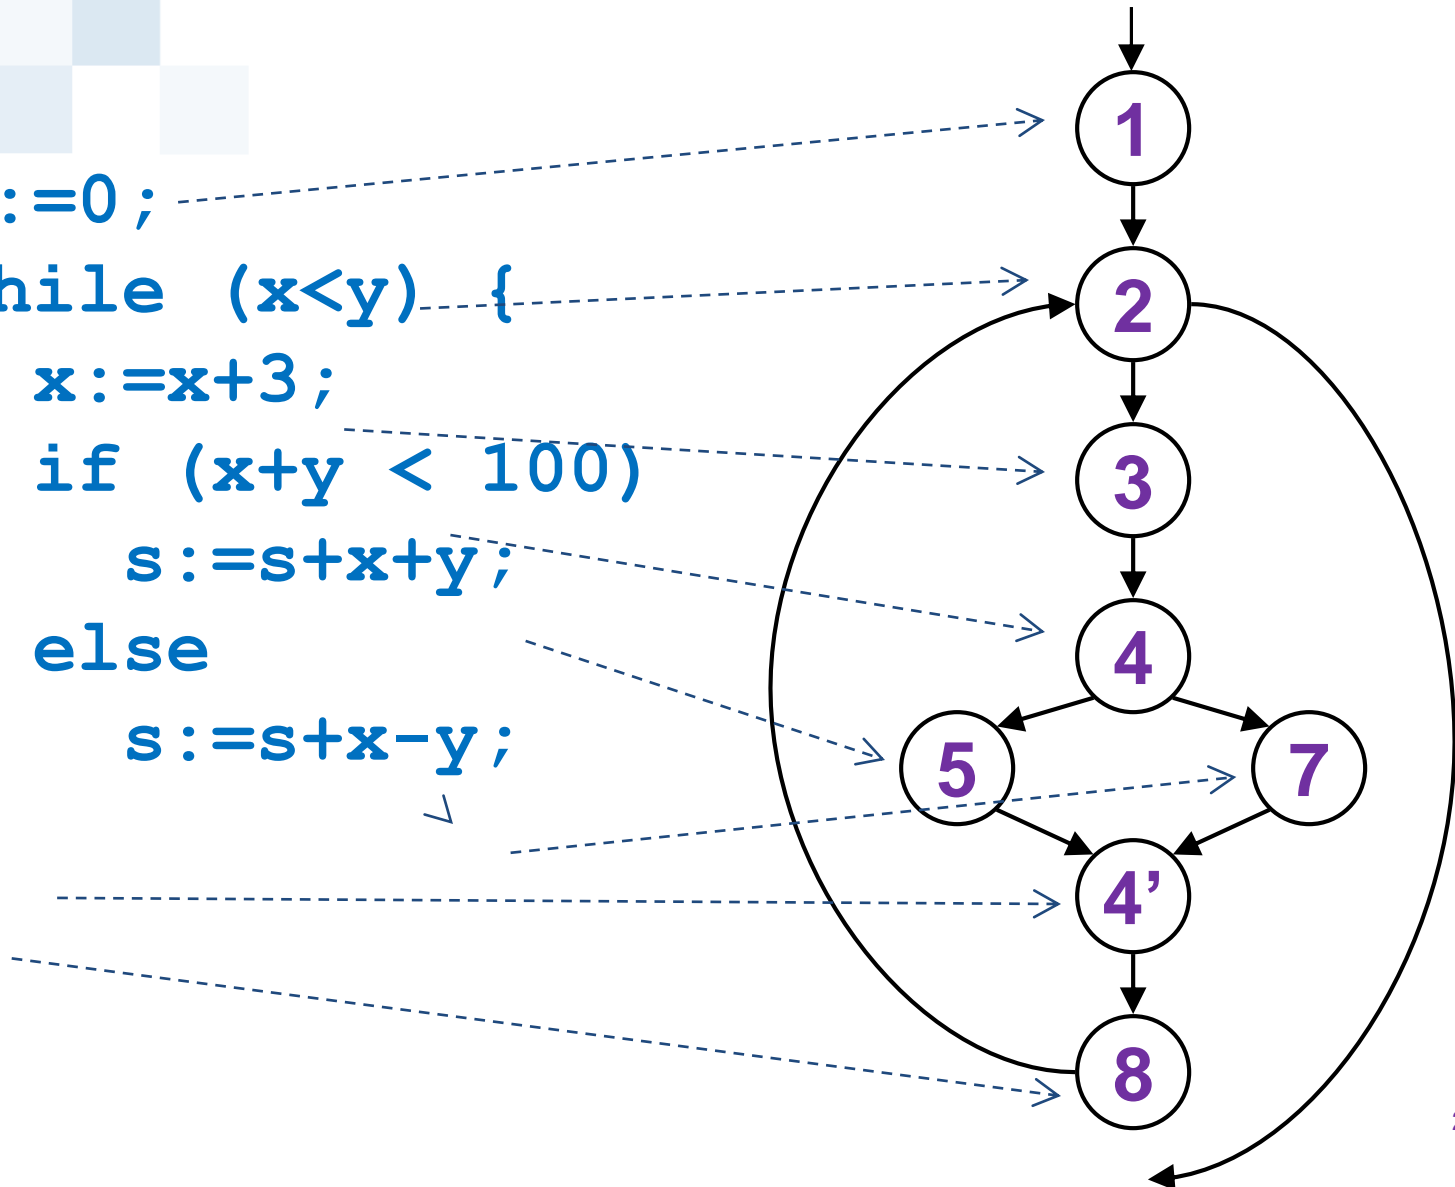 :=0;
hile (x<y) {
x:=x+3;
if (x+y < 100)
s:=s+x+y;
else
s:=s+x-y;
1
2
3
4
5
7
4’
8